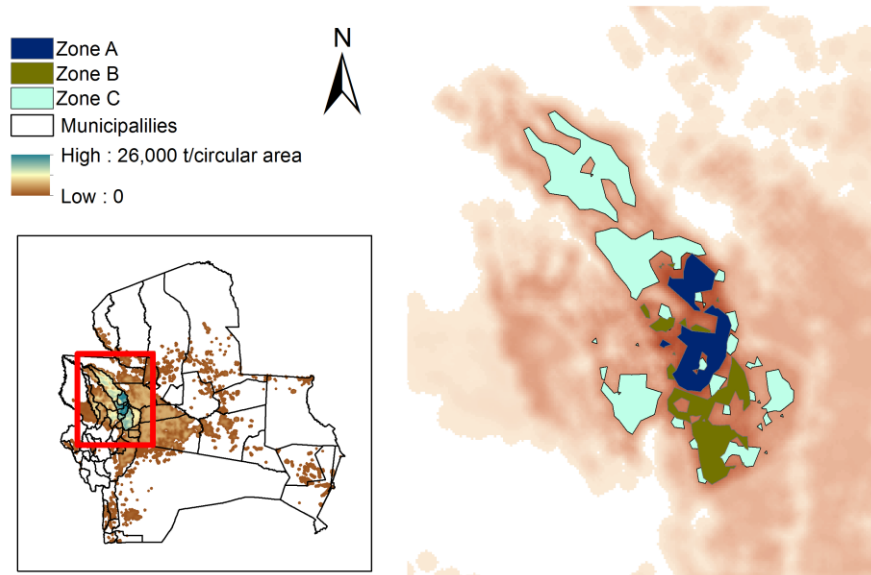 Zone A
Zone B
Zone C
Municipalilies
High : 26,000 t/circular area
Low : 0
N